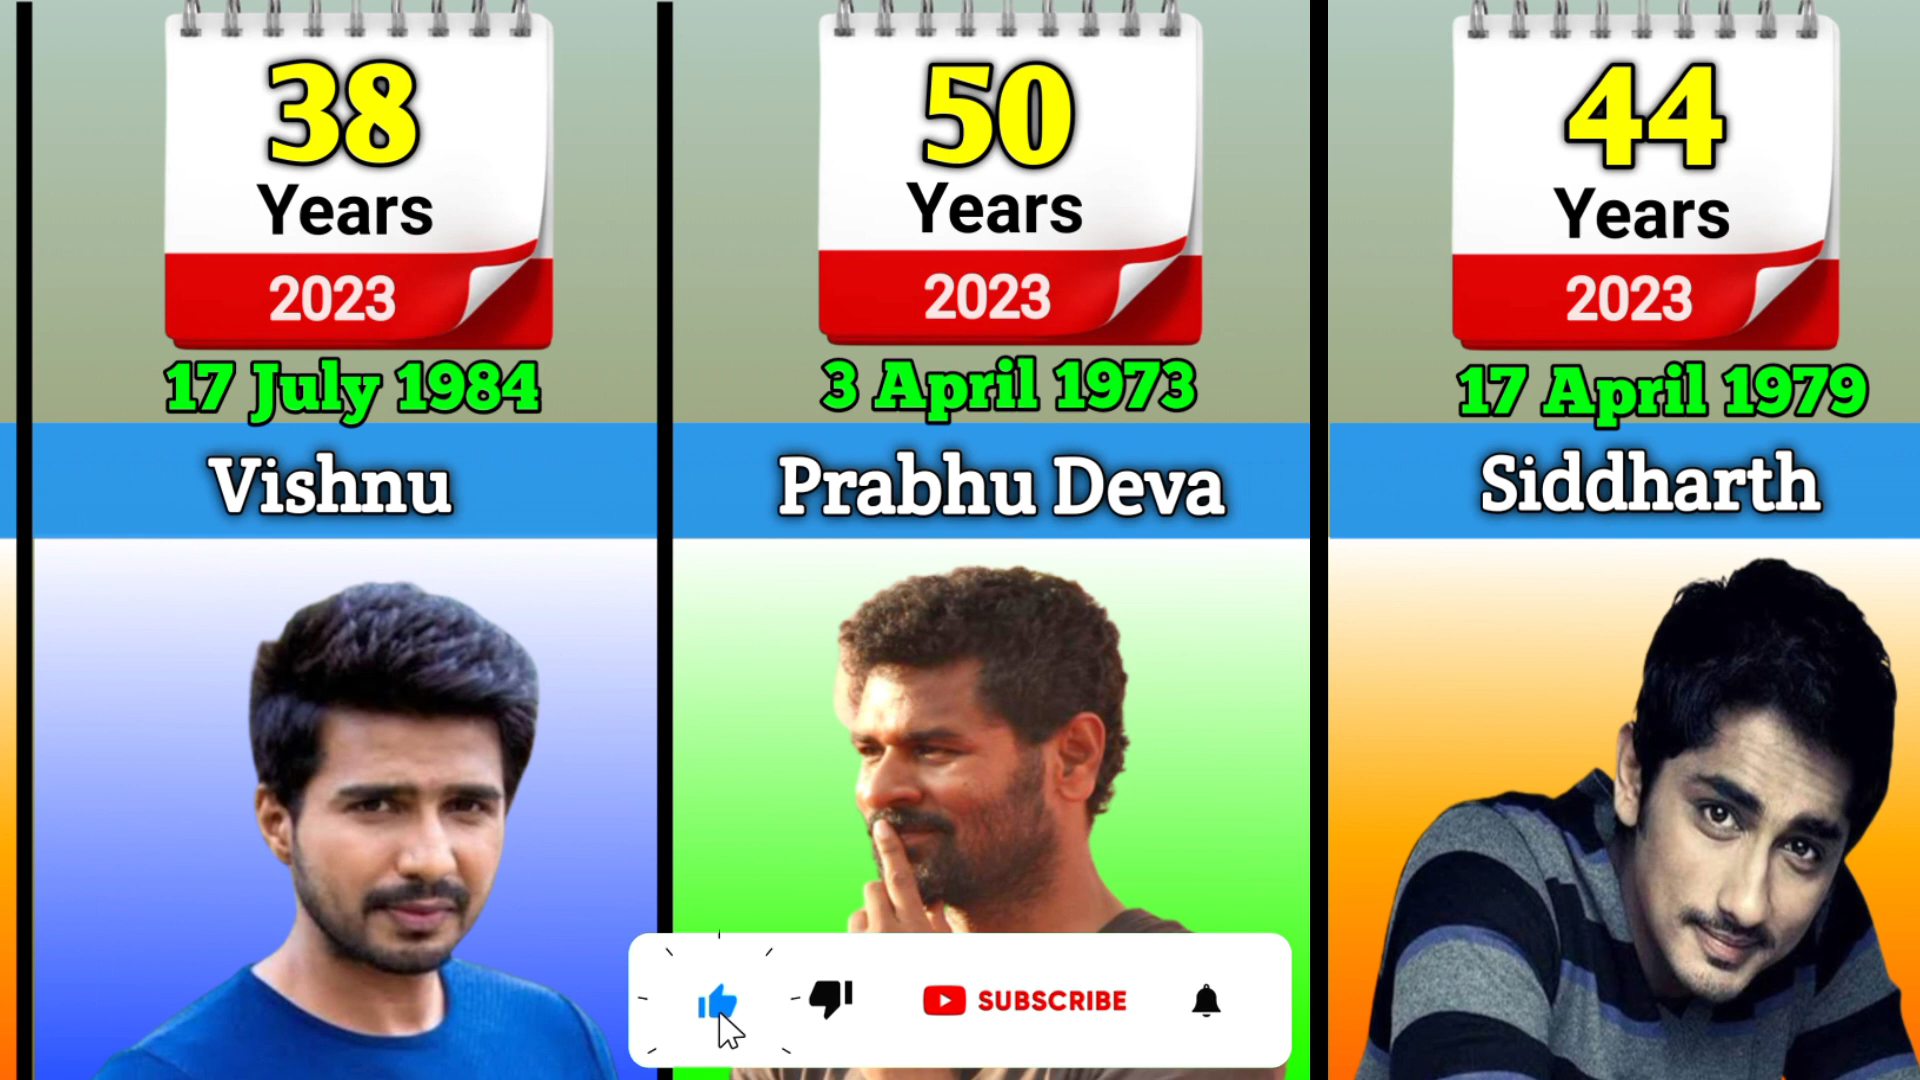 38
Years
2023
17 July 1984
Vishnu
50
Years
2023
3 April 1973
Prabhu Deva
44
Years
2023
17 April 1979
Siddharth
SUBSCRIBE